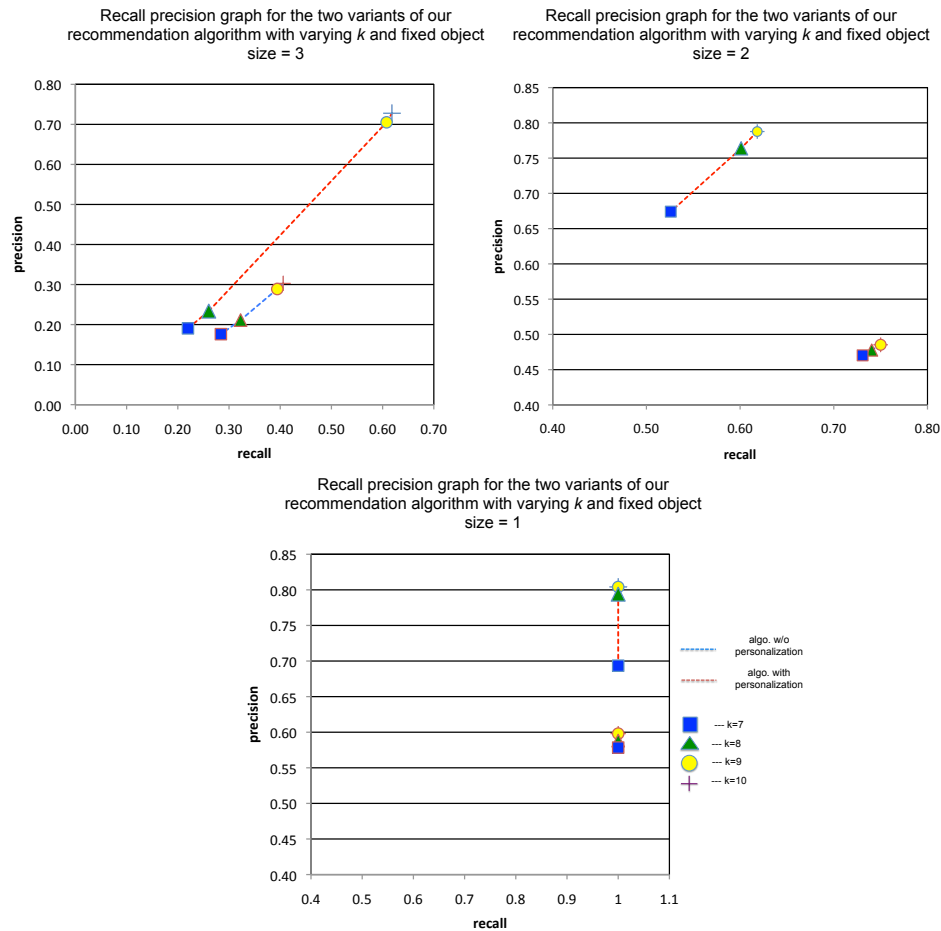 Recall precision graph for the two variants of our
recommendation algorithm with varying k and fixed object
size = 3
0.80
0.70
0.60
0.50
0.40
0.30
0.20
0.10
0.00
precision
0.00 0.10 0.20 0.30 0.40 0.50 0.60 0.70
recall
Recall precision graph for the two variants of our
recommendation algorithm with varying k and fixed object
size = 2
0.85
0.80
0.75
0.70
0.65
0.60
0.55
0.50
0.45
0.40
precision
0.40 0.50 0.60 0.70 0.80
recall
Recall precision graph for the two variants of our
recommendation algorithm with varying k and fixed object
size = 1
0.85
0.80
0.75
0.70
0.65
0.60
0.55
0.50
0.45
0.40
precision
0.4 0.5 0.6 0.7 0.8 0.9 1 1.1
recall
algo. w/o
personalization
algo. with
personalization
--- k=7
--- k=8
--- k=9
--- k=10